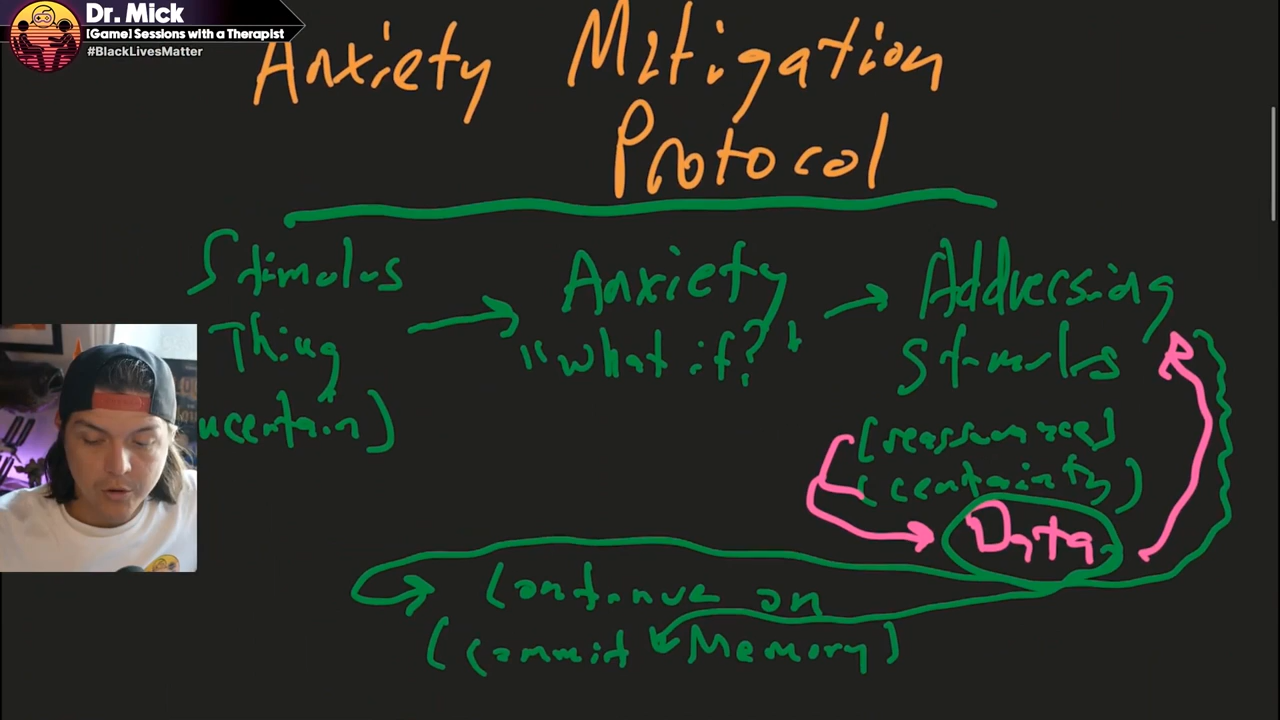 Dr. Mick
[Game] Sessions with a Therapist
#BlackLivesMatter
Anxiety Mitigation
Protocol
Stimulus
Thing
ucertain)
Anxiety
"What if?"
Addressing
Stimulus
(reassurance)
(certainty)
Data
Continue on
(Commit Memory)